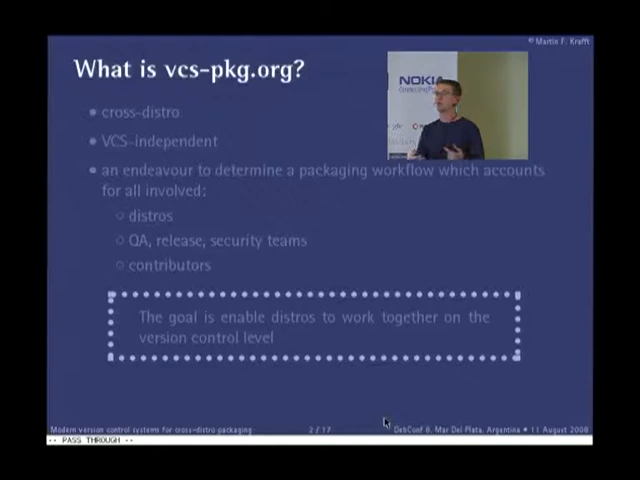 © Martin F. Krafft
What is vcs-pkg.org?
NOKIA
cross-distro
VCS-independent
an endeavour to determine a packaging workflow which accounts
for all involved:
distros
QA, release, security teams
contributors
The goal is enable distros to work together on the
version control level
Modern version control systems for cross-distro packaging
2 / 17
DebConf 8, Mar Del Plata, Argentina • 11 August 2008
-- PASS THROUGH --